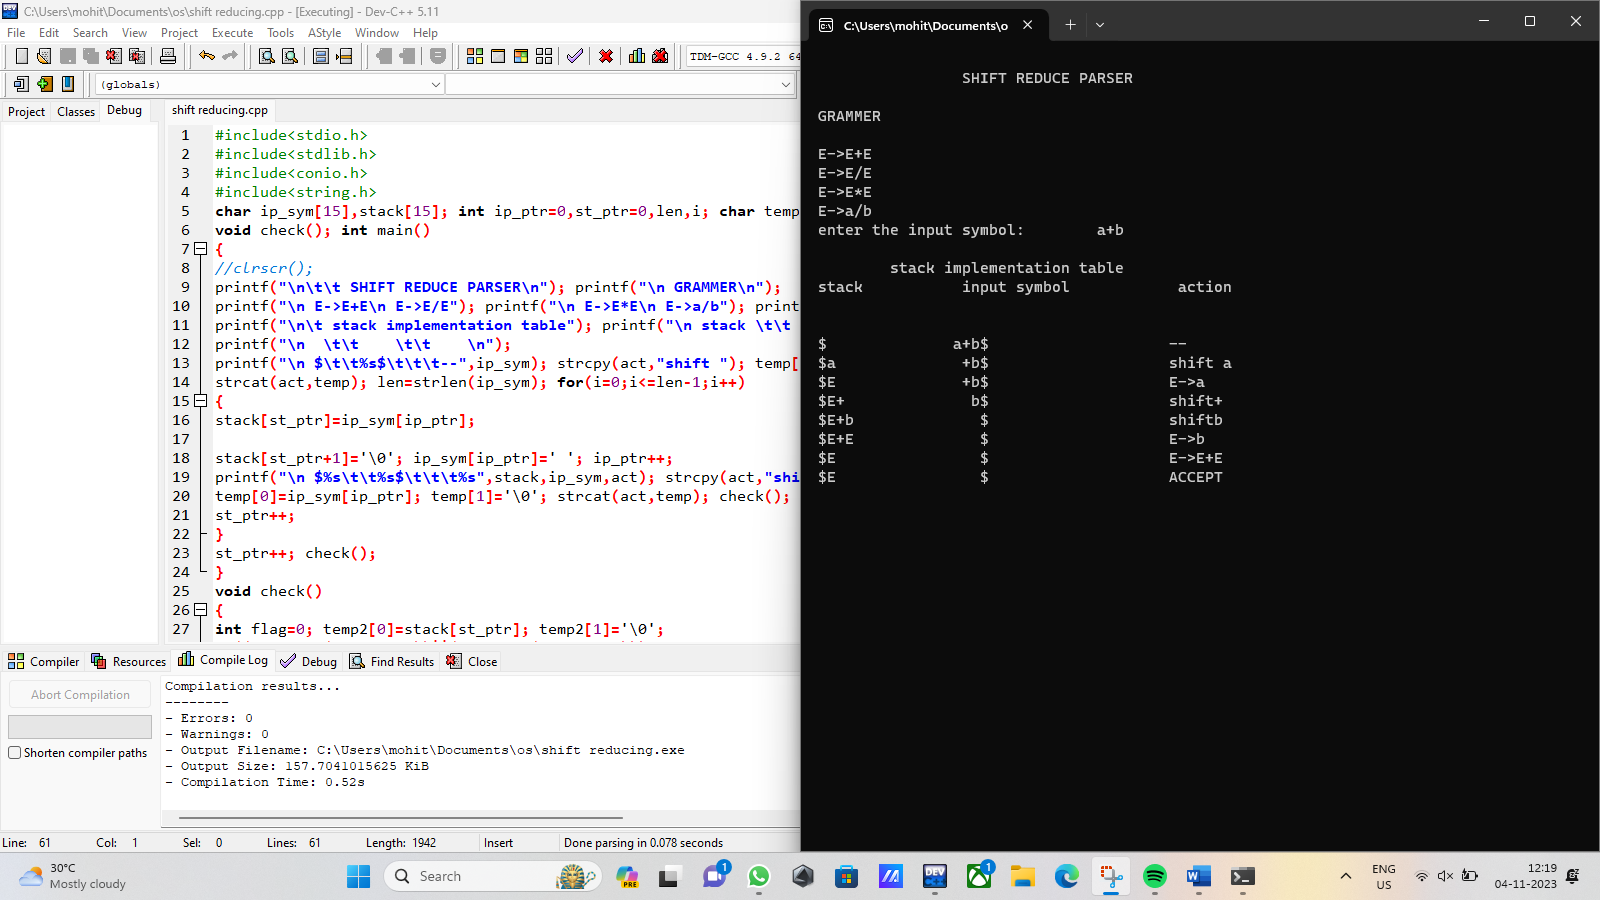 C:\Users\mohit\Documents\os\shift reducing.cpp - [Executing] - Dev-C++ 5.11
File Edit Search View Project Execute Tools AStyle Window Help
TDM-GCC 4.9.2 64
(globals)
Project Classes Debug
shift reducing.cpp
1 #include<stdio.h>
2 #include<stdlib.h>
3 #include<conio.h>
4 #include<string.h>
5 char ip_sym[15],stack[15]; int ip_ptr=0,st_ptr=0,len,i; char temp
6 void check(); int main()
7 {
8 //clrscr();
9 printf("\n\t\t SHIFT REDUCE PARSER\n"); printf("\n GRAMMER\n");
10 printf("\n E->E+E\n E->E/E"); printf("\n E->E*E\n E->a/b"); print
11 printf("\n\t stack implementation table"); printf("\n stack \t\t
12 printf("\n  \t\t    \t\t    \n");
13 printf("\n $\t\t%s$\t\t\t--",ip_sym); strcpy(act,"shift "); temp[
14 strcat(act,temp); len=strlen(ip_sym); for(i=0;i<=len-1;i++)
15 {
16 stack[st_ptr]=ip_sym[ip_ptr];
17
18 stack[st_ptr+1]='\0'; ip_sym[ip_ptr]=' '; ip_ptr++;
19 printf("\n $%s\t\t%s$\t\t\t%s",stack,ip_sym,act); strcpy(act,"shi
20 temp[0]=ip_sym[ip_ptr]; temp[1]='\0'; strcat(act,temp); check();
21 st_ptr++;
22 }
23 st_ptr++; check();
24 }
25 void check()
26 {
27 int flag=0; temp2[0]=stack[st_ptr]; temp2[1]='\0';
Compiler Resources Compile Log Debug Find Results Close
Abort Compilation
Shorten compiler paths
Compilation results...
--------
- Errors: 0
- Warnings: 0
- Output Filename: C:\Users\mohit\Documents\os\shift reducing.exe
- Output Size: 157.7041015625 KiB
- Compilation Time: 0.52s
Line: 61 Col: 1 Sel: 0 Lines: 61 Length: 1942 Insert Done parsing in 0.078 seconds
C:\Users\mohit\Documents\o
SHIFT REDUCE PARSER
GRAMMER
E->E+E
E->E/E
E->E*E
E->a/b
enter the input symbol: a+b
stack implementation table
stack input symbol action
$ a+b$ --
$a +b$ shift a
$E +b$ E->a
$E+ b$ shift+
$E+b $ shiftb
$E+E $ E->b
$E $ E->E+E
$E $ ACCEPT
30°C
Mostly cloudy
Search
PRE
1
DEV
1
ENG
US
12:19
04-11-2023